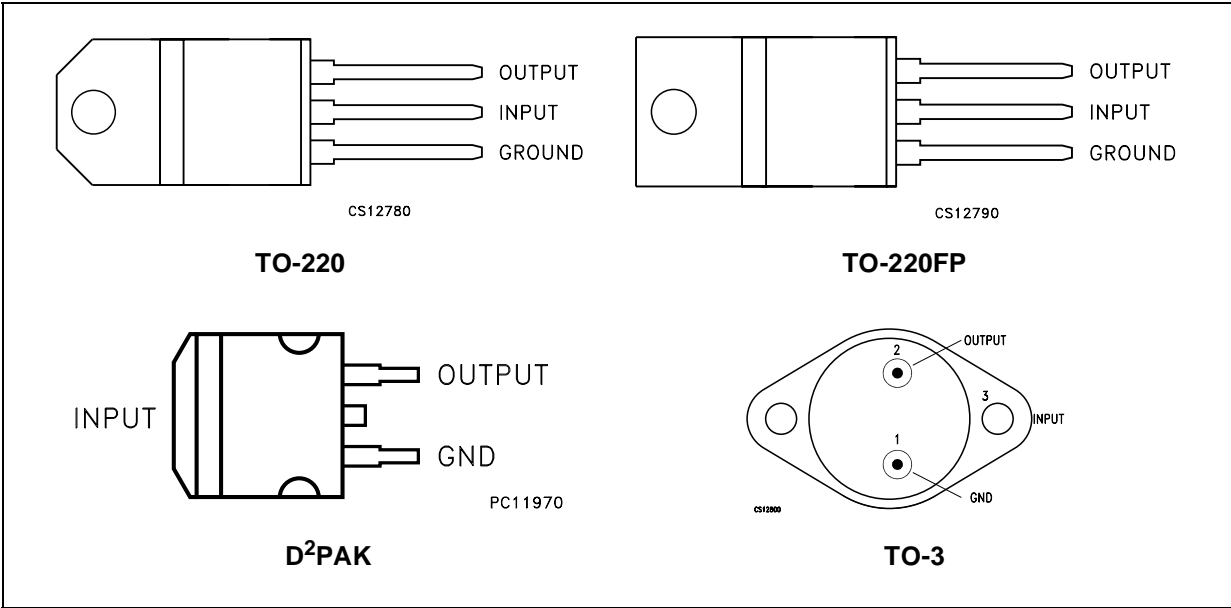 OUTPUT
INPUT
GROUND
CS12780
TO-220
OUTPUT
INPUT
GROUND
CS12790
TO-220FP
INPUT
OUTPUT
GND
PC11970
D²PAK
2
OUTPUT
3
INPUT
1
GND
CS12800
TO-3